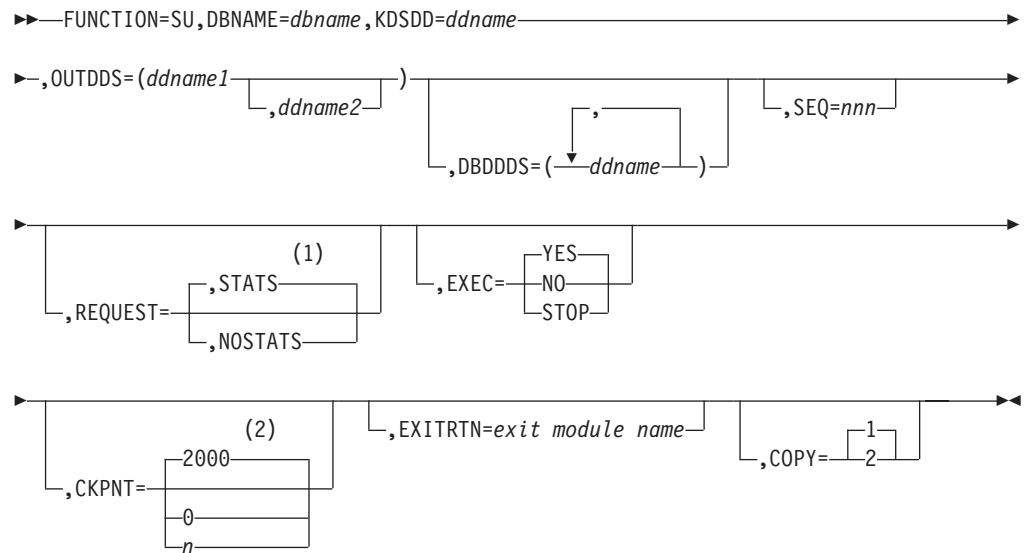 FUNCTION=SU,DBNAME=dbname,KDSDD=ddname
,OUTDDS=(ddname1 )
,ddname2
,DBDDDS=( ddname )
,
,SEQ=nnn
,REQUEST=
(1)
,STATS
,NOSTATS
,EXEC=
YES
NO
STOP
,CKPNT=
(2)
2000
0
n
,EXITRTN=exit module name
,COPY=
1
2